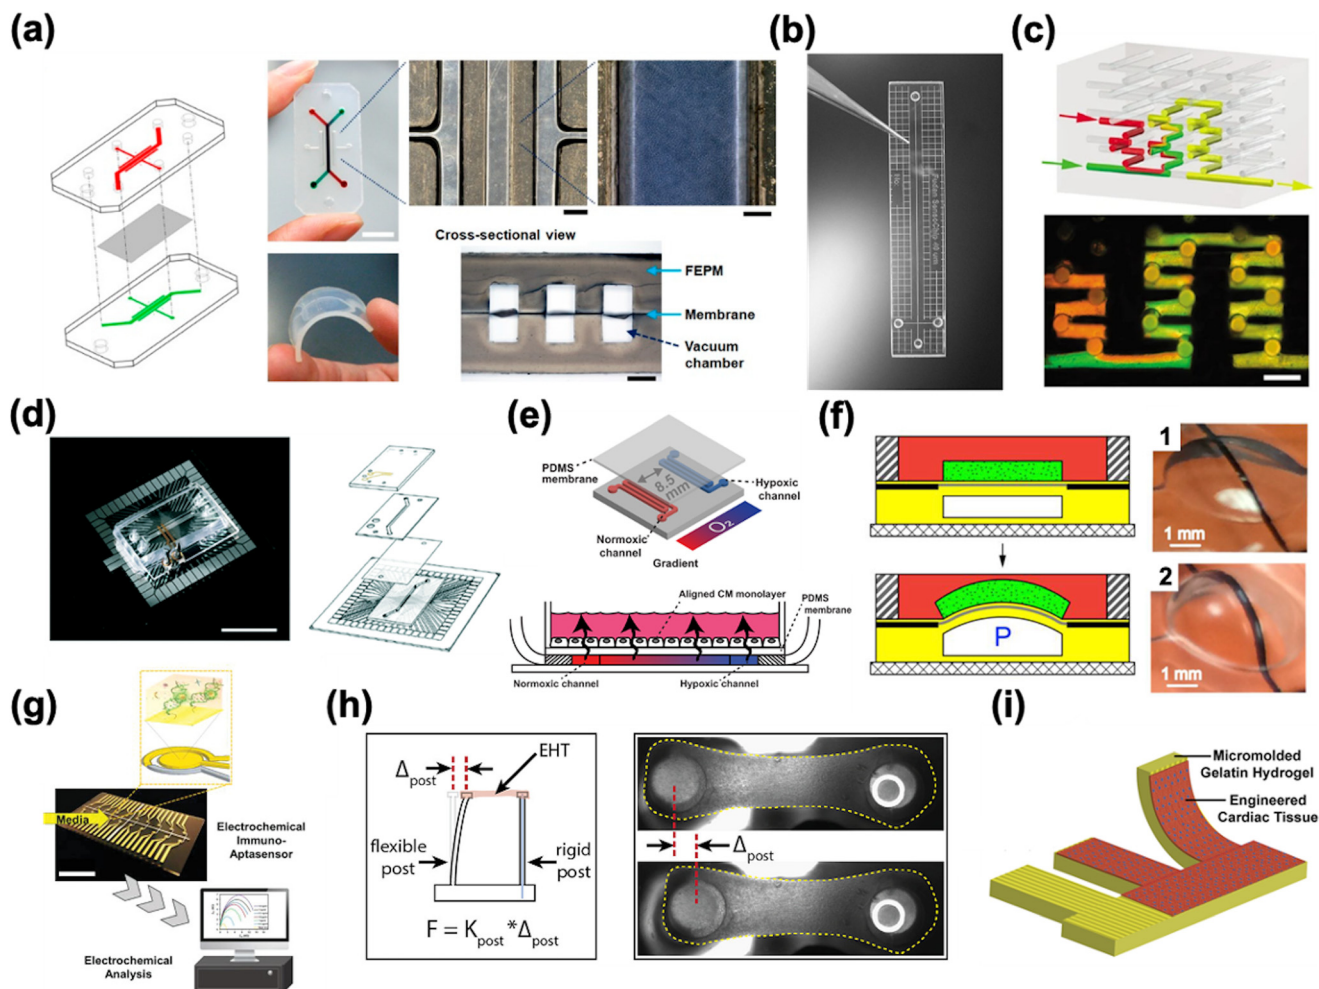 (a)
Cross-sectional view
FEPM
Membrane
Vacuum
chamber
(b)
(c)
(d)
(e)
PDMS
membrane
8.5
mm
Hypoxic
channel
Normoxic
channel
O₂
Gradient
Aligned CM monolayer
PDMS
membrane
Normoxic channel
Hypoxic channel
(f)
P
1
1 mm
2
1 mm
(g)
Media
Electrochemical
Immuno-
Aptasensor
Electrochemical
Analysis
(h)
Δpost
EHT
flexible
post
rigid
post
F = Kpost*Δpost
Δpost
(i)
Micromolded
Gelatin Hydrogel
Engineered
Cardiac Tissue